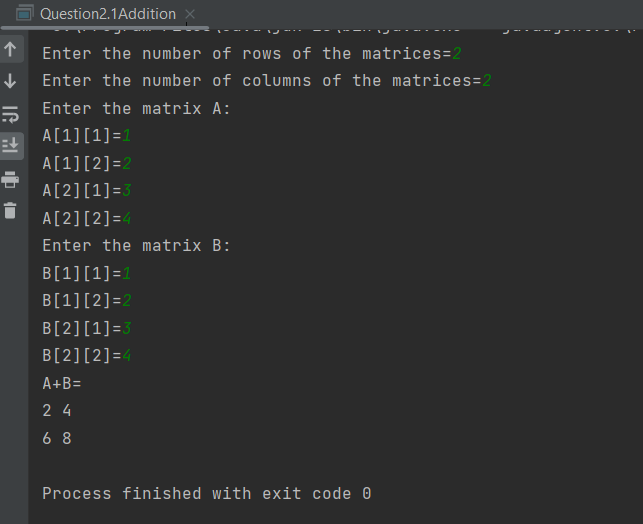 Question2.1Addition
Enter the number of rows of the matrices=2
Enter the number of columns of the matrices=2
Enter the matrix A:
A[1][1]=1
A[1][2]=2
A[2][1]=3
A[2][2]=4
Enter the matrix B:
B[1][1]=1
B[1][2]=2
B[2][1]=3
B[2][2]=4
A+B=
2 4
6 8
Process finished with exit code 0